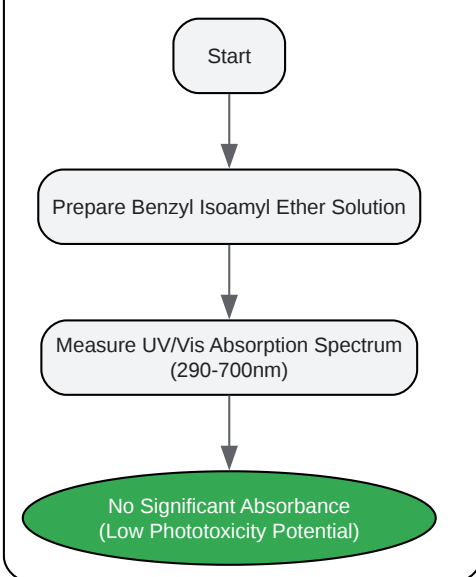 Start
Prepare Benzyl Isoamyl Ether Solution
Measure UV/Vis Absorption Spectrum
(290-700nm)
No Significant Absorbance
(Low Phototoxicity Potential)